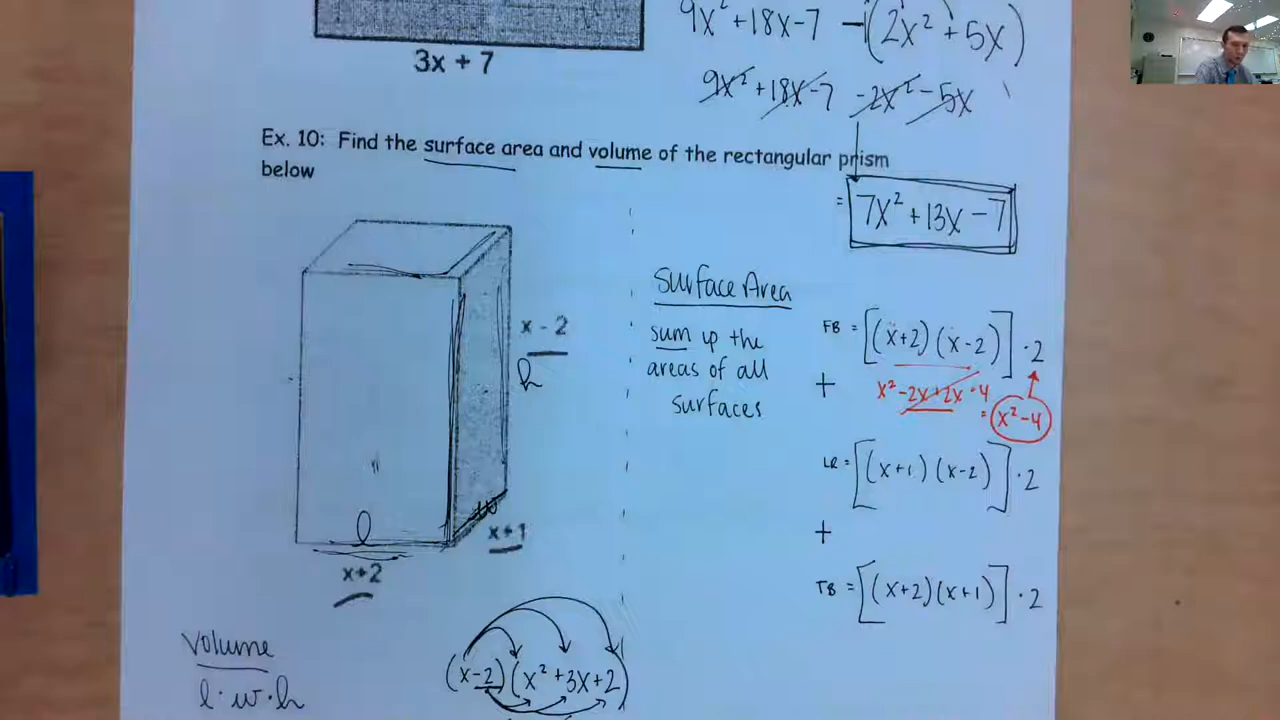 3x + 7
9x² + 18x - 7 - (2x² + 5x)
9x² + 18x - 7 - 2x² - 5x
= 7x² + 13x - 7
Ex. 10: Find the surface area and volume of the rectangular prism
below
x - 2
h
l
w
x + 1
x + 2
Surface Area
sum up the
areas of all
surfaces
FB = [(x+2)(x-2)] · 2
x² - 2x + 2x - 4
= x² - 4
+
LR = [(x+1)(x-2)] · 2
+
TB = [(x+2)(x+1)] · 2
Volume
l · w · h
(x-2)(x² + 3x + 2)